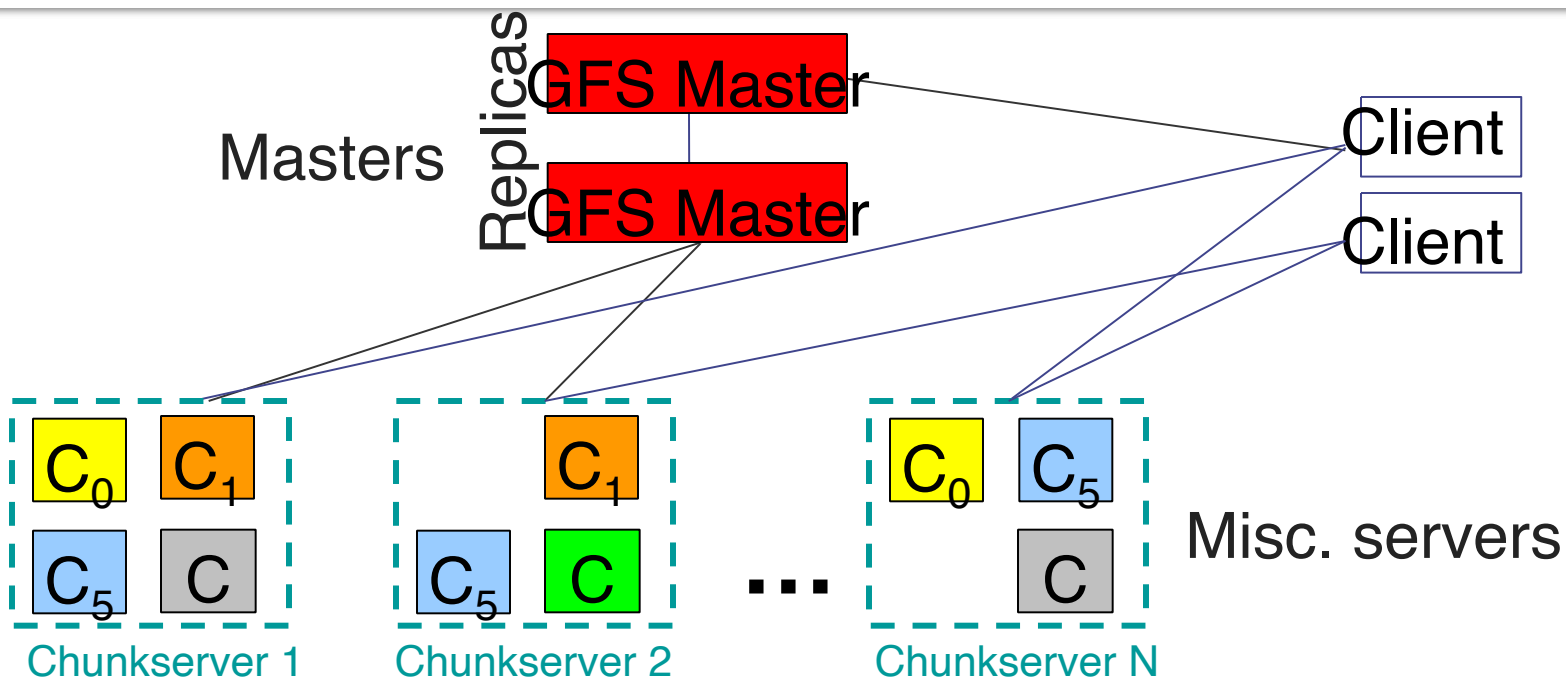 Replicas
GFS Master
Masters
GFS Master
Client
Client
C₀ C₁
C₅ C
C₁
C₅ C
...
C₀ C₅
C
Misc. servers
Chunkserver 1
Chunkserver 2
Chunkserver N